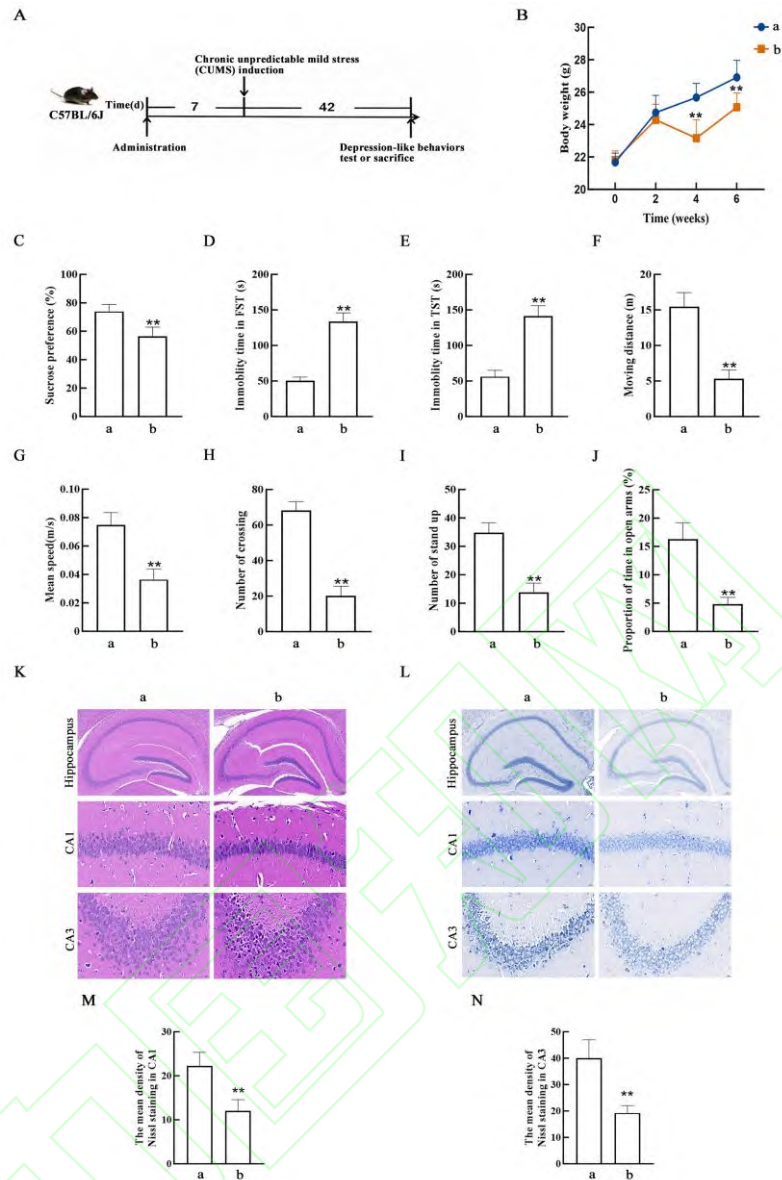 A
Chronic unpredictable mild stress
(CUMS) induction
Time(d)
7
42
C57BL/6J
Administration
Depression-like behaviors
test or sacrifice
B
a
b
Body weight (g)
28
26
24
22
20
**
**
0 2 4 6
Time (weeks)
C
Sucrose preference (%)
100
80
60
40
20
0
**
a b
D
Immoblity time in FST (s)
200
150
100
50
0
**
a b
E
Immoblity time in TST (s)
200
150
100
50
0
**
a b
F
Moving distance (m)
20
15
10
5
0
**
a b
G
Mean speed(m/s)
0.10
0.08
0.06
0.04
0.02
0
**
a b
H
Number of crossing
80
60
40
20
0
**
a b
I
Number of stand up
50
40
30
20
10
0
**
a b
J
Proportion of time in open arms (%)
25
20
15
10
5
0
**
a b
K
a b
Hippocampus
CA1
CA3
L
a b
Hippocampus
CA1
CA3
M
The mean density of
Nissl staining in CA1
30
20
10
0
**
a b
N
The mean density of
Nissl staining in CA3
50
40
30
20
10
0
**
a b